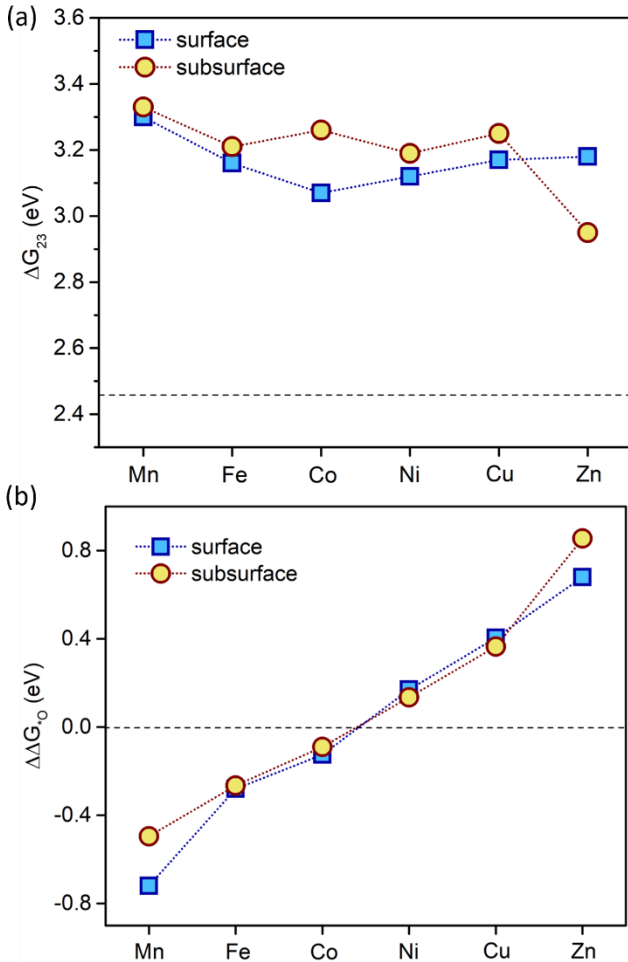 (a)
surface
subsurface
3.6
3.4
3.2
3.0
2.8
2.6
2.4
ΔG₂₃ (eV)
Mn Fe Co Ni Cu Zn
(b)
surface
subsurface
0.8
0.4
0.0
-0.4
-0.8
ΔΔG*O (eV)
Mn Fe Co Ni Cu Zn